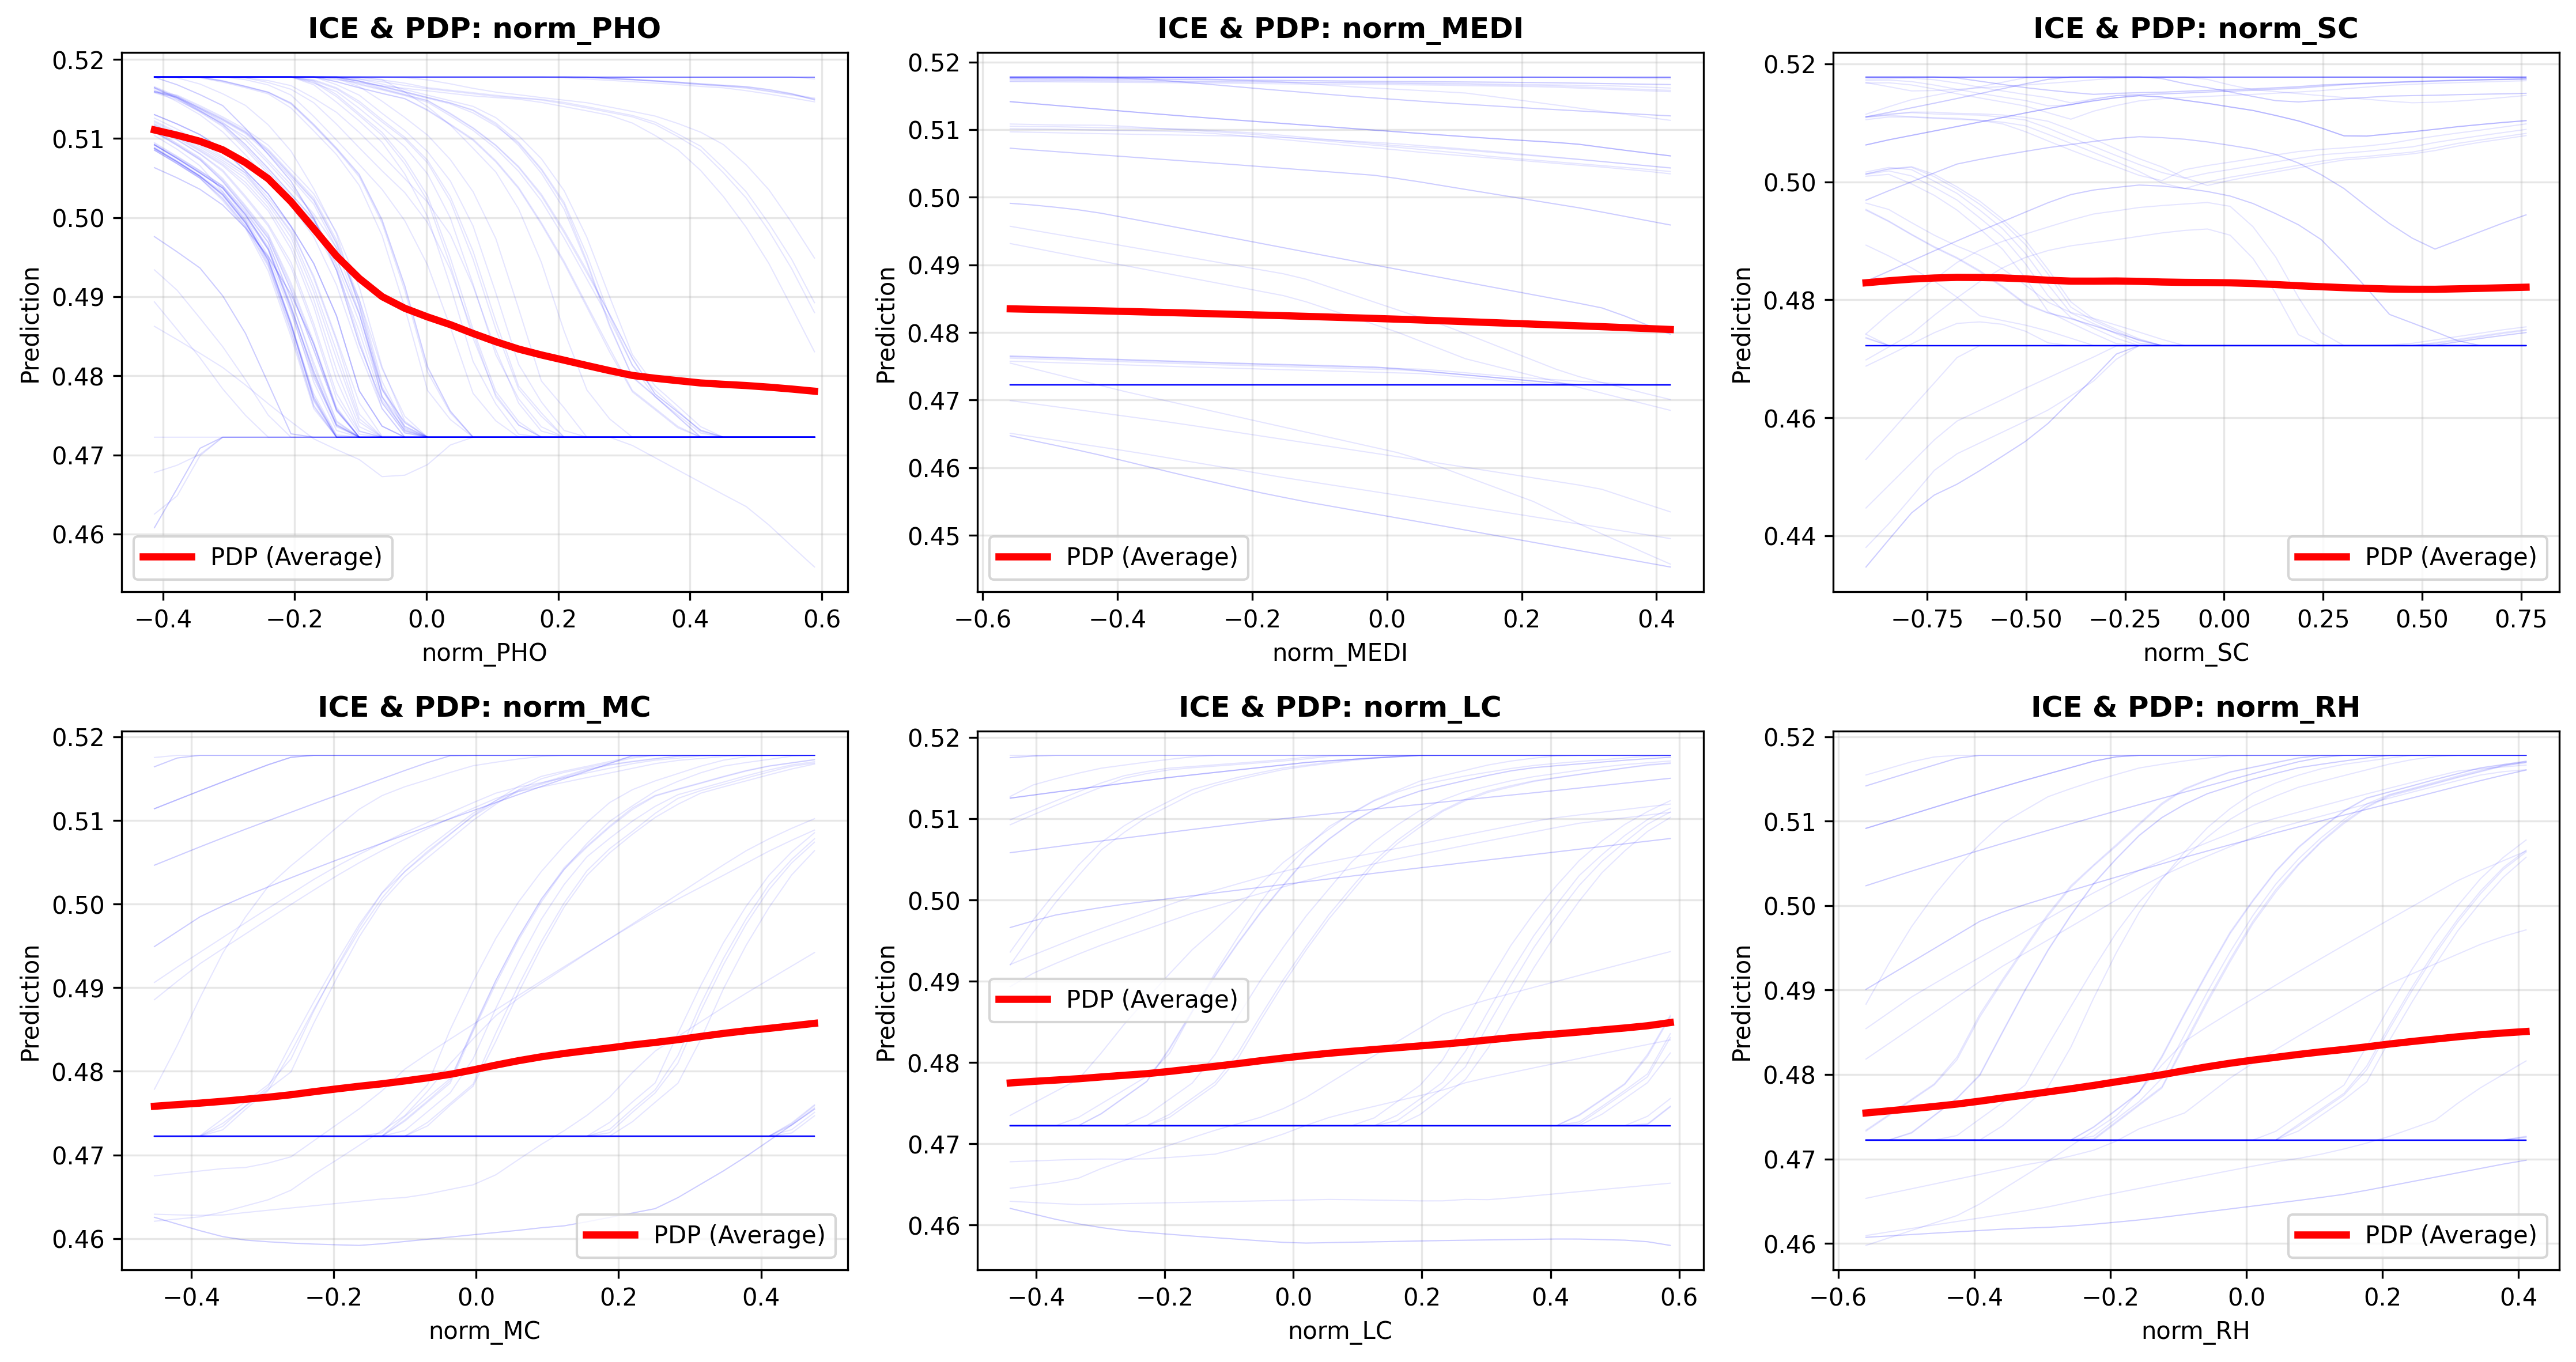 ICE & PDP: norm_PHO
Prediction
0.52
0.51
0.50
0.49
0.48
0.47
0.46
PDP (Average)
−0.4 −0.2 0.0 0.2 0.4 0.6
norm_PHO
ICE & PDP: norm_MEDI
Prediction
0.52
0.51
0.50
0.49
0.48
0.47
0.46
0.45
PDP (Average)
−0.6 −0.4 −0.2 0.0 0.2 0.4
norm_MEDI
ICE & PDP: norm_SC
Prediction
0.52
0.50
0.48
0.46
0.44
PDP (Average)
−0.75 −0.50 −0.25 0.00 0.25 0.50 0.75
norm_SC
ICE & PDP: norm_MC
Prediction
0.52
0.51
0.50
0.49
0.48
0.47
0.46
PDP (Average)
−0.4 −0.2 0.0 0.2 0.4
norm_MC
ICE & PDP: norm_LC
Prediction
0.52
0.51
0.50
0.49
0.48
0.47
0.46
PDP (Average)
−0.4 −0.2 0.0 0.2 0.4 0.6
norm_LC
ICE & PDP: norm_RH
Prediction
0.52
0.51
0.50
0.49
0.48
0.47
0.46
PDP (Average)
−0.6 −0.4 −0.2 0.0 0.2 0.4
norm_RH